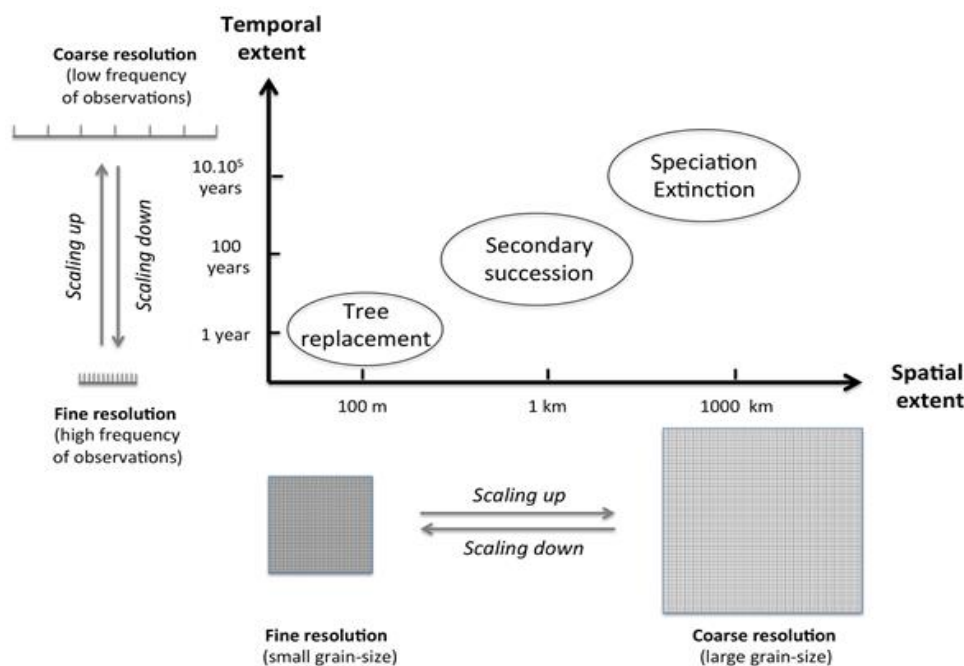 Temporal
extent
Coarse resolution
(low frequency
of observations)
Scaling up
Scaling down
Fine resolution
(high frequency
of observations)
10.10⁵
years
100
years
1 year
Speciation
Extinction
Secondary
succession
Tree
replacement
100 m
1 km
1000 km
Spatial
extent
Scaling up
Scaling down
Fine resolution
(small grain-size)
Coarse resolution
(large grain-size)